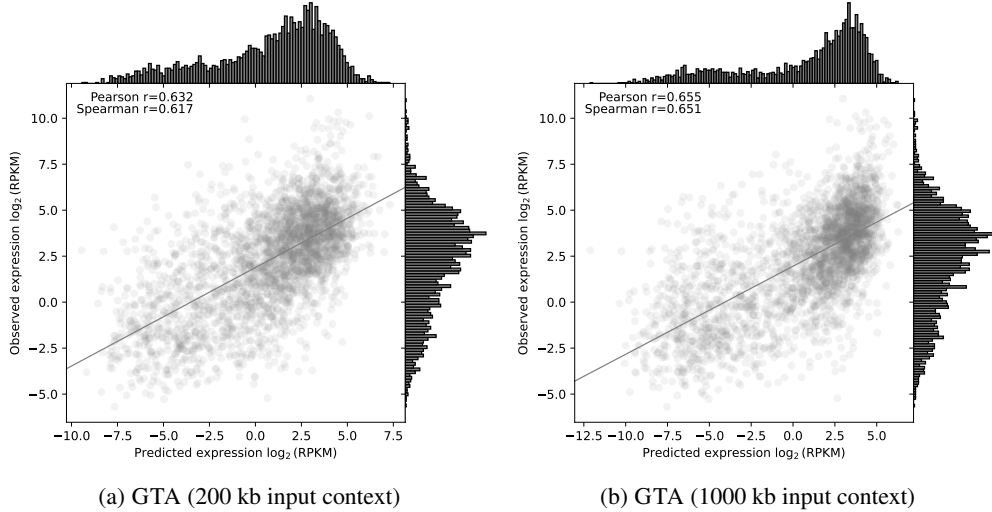 Pearson r=0.632
Spearman r=0.617
10.0
7.5
5.0
2.5
0.0
−2.5
−5.0
Observed expression log2 (RPKM)
−10.0 −7.5 −5.0 −2.5 0.0 2.5 5.0 7.5
Predicted expression log2 (RPKM)
(a) GTA (200 kb input context)
Pearson r=0.655
Spearman r=0.651
10.0
7.5
5.0
2.5
0.0
−2.5
−5.0
Observed expression log2 (RPKM)
−12.5 −10.0 −7.5 −5.0 −2.5 0.0 2.5 5.0
Predicted expression log2 (RPKM)
(b) GTA (1000 kb input context)